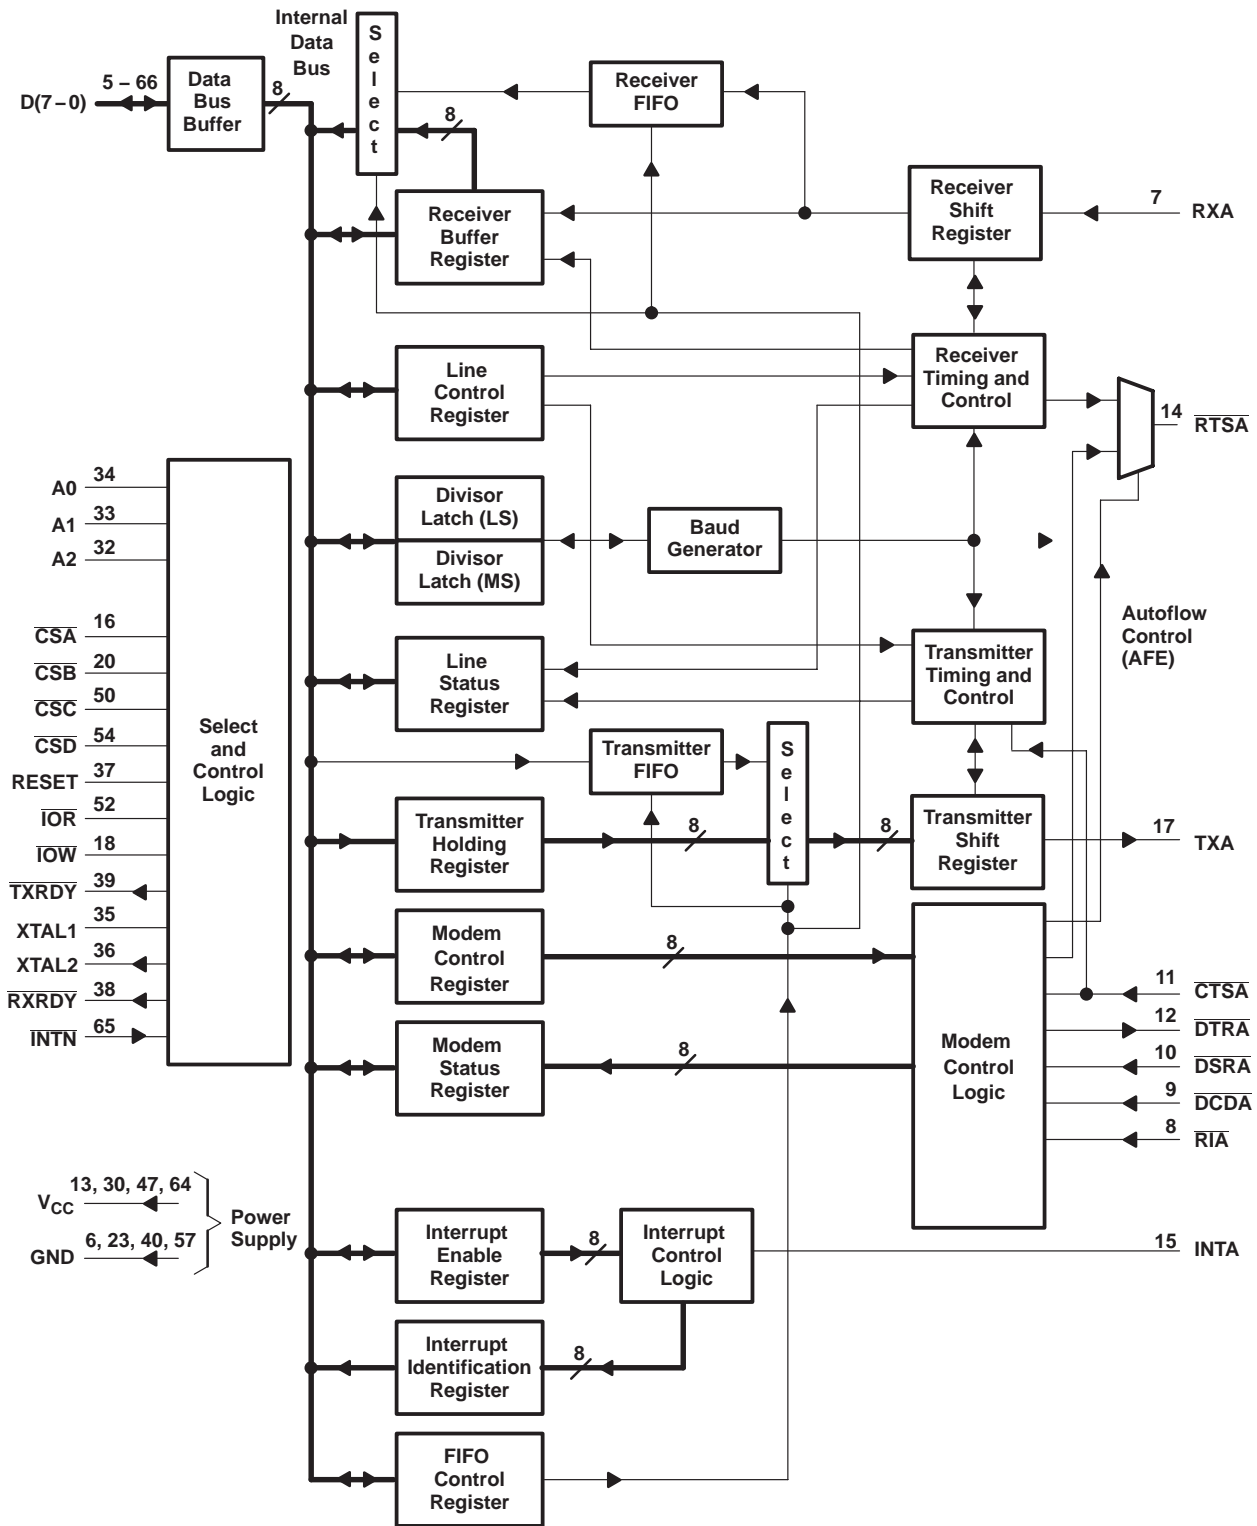 Internal
Data
Bus
S
e
l
e
c
t
5 – 66
D(7–0)
Data
Bus
Buffer
8
8
Receiver
FIFO
Receiver
Buffer
Register
Receiver
Shift
Register
7
RXA
Line
Control
Register
Receiver
Timing and
Control
14
RTSA
A0
34
A1
33
A2
32
CSA
16
CSB
20
CSC
50
CSD
54
RESET
37
IOR
52
IOW
18
TXRDY
39
XTAL1
35
XTAL2
36
RXRDY
38
INTN
65
Select
and
Control
Logic
Divisor
Latch (LS)
Divisor
Latch (MS)
Baud
Generator
Autoflow
Control
(AFE)
Line
Status
Register
Transmitter
Timing and
Control
Transmitter
FIFO
S
e
l
e
c
t
Transmitter
Holding
Register
8
8
Transmitter
Shift
Register
17
TXA
Modem
Control
Register
8
Modem
Status
Register
8
Modem
Control
Logic
11
CTSA
12
DTRA
10
DSRA
9
DCDA
8
RIA
VCC
13, 30, 47, 64
GND
6, 23, 40, 57
Power
Supply
Interrupt
Enable
Register
8
Interrupt
Control
Logic
15
INTA
Interrupt
Identification
Register
8
FIFO
Control
Register